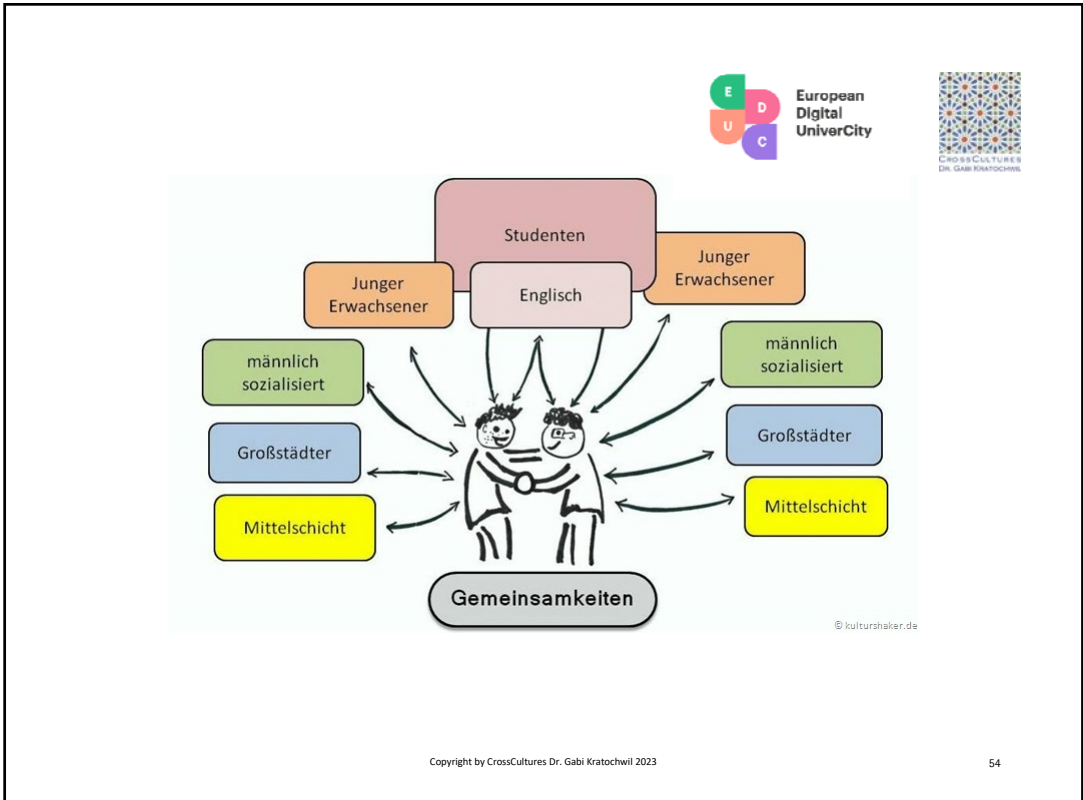 E
D
U
C
European
Digital
UniverCity
CROSSCULTURES
DR. GABI KRATOCHWIL
Studenten
Junger
Erwachsener
Englisch
Junger
Erwachsener
männlich
sozialisiert
männlich
sozialisiert
Großstädter
Großstädter
Mittelschicht
Mittelschicht
Gemeinsamkeiten
© kulturshaker.de
Copyright by CrossCultures Dr. Gabi Kratochwil 2023
54